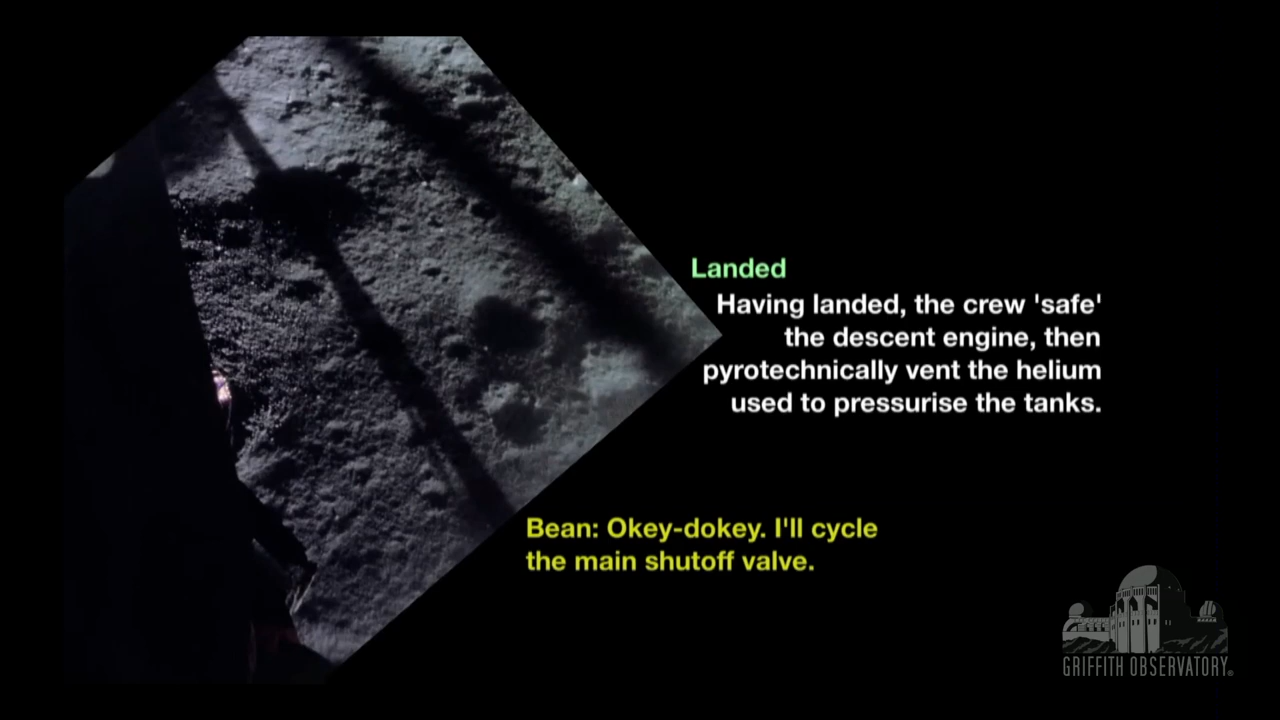 Landed
Having landed, the crew 'safe'
the descent engine, then
pyrotechnically vent the helium
used to pressurise the tanks.
Bean: Okey-dokey. I'll cycle
the main shutoff valve.
GRIFFITH OBSERVATORY®